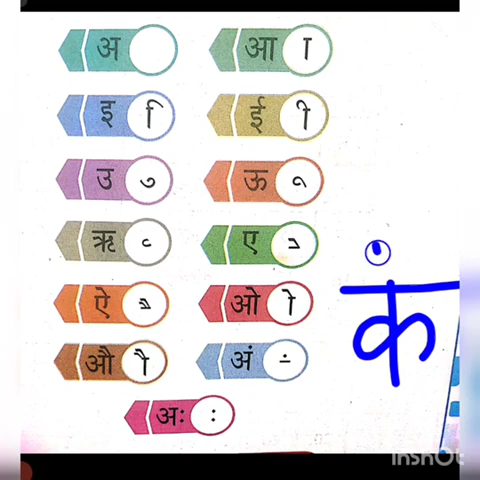 अ आ ा
इ ि ई ी
उ ु ऊ ू
ऋ ृ ए े
ऐ ै ओ ो
औ ौ अं ं
अः ः
कं
InShOt